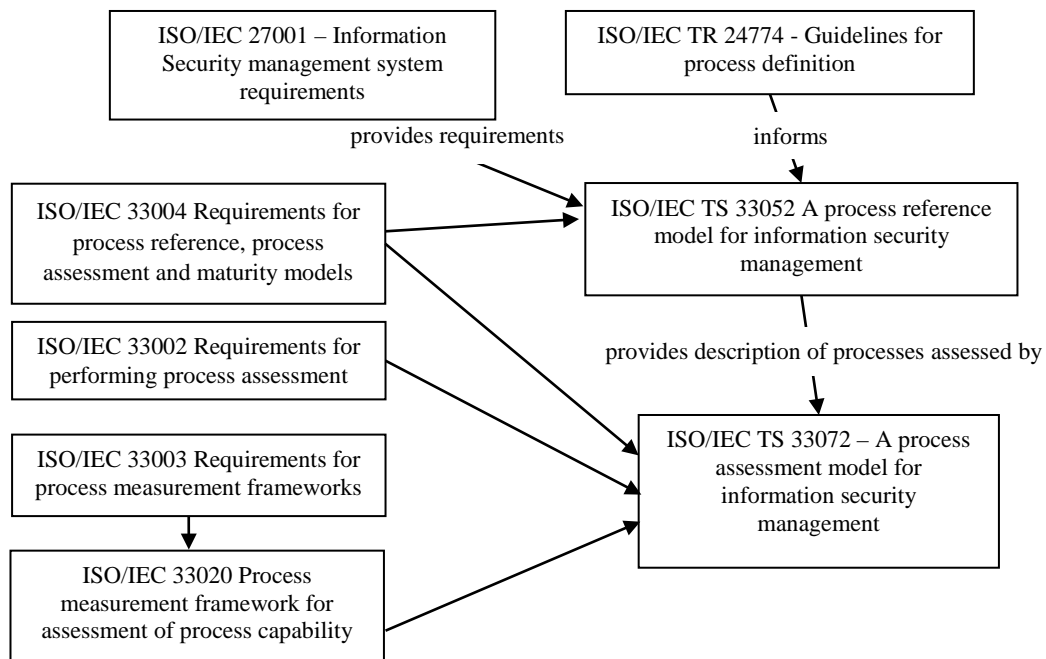 ISO/IEC 27001 – Information
Security management system
requirements
ISO/IEC TR 24774 - Guidelines for
process definition
provides requirements
informs
ISO/IEC 33004 Requirements for
process reference, process
assessment and maturity models
ISO/IEC TS 33052 A process reference
model for information security
management
ISO/IEC 33002 Requirements for
performing process assessment
provides description of processes assessed by
ISO/IEC 33003 Requirements for
process measurement frameworks
ISO/IEC TS 33072 – A process
assessment model for
information security
management
ISO/IEC 33020 Process
measurement framework for
assessment of process capability